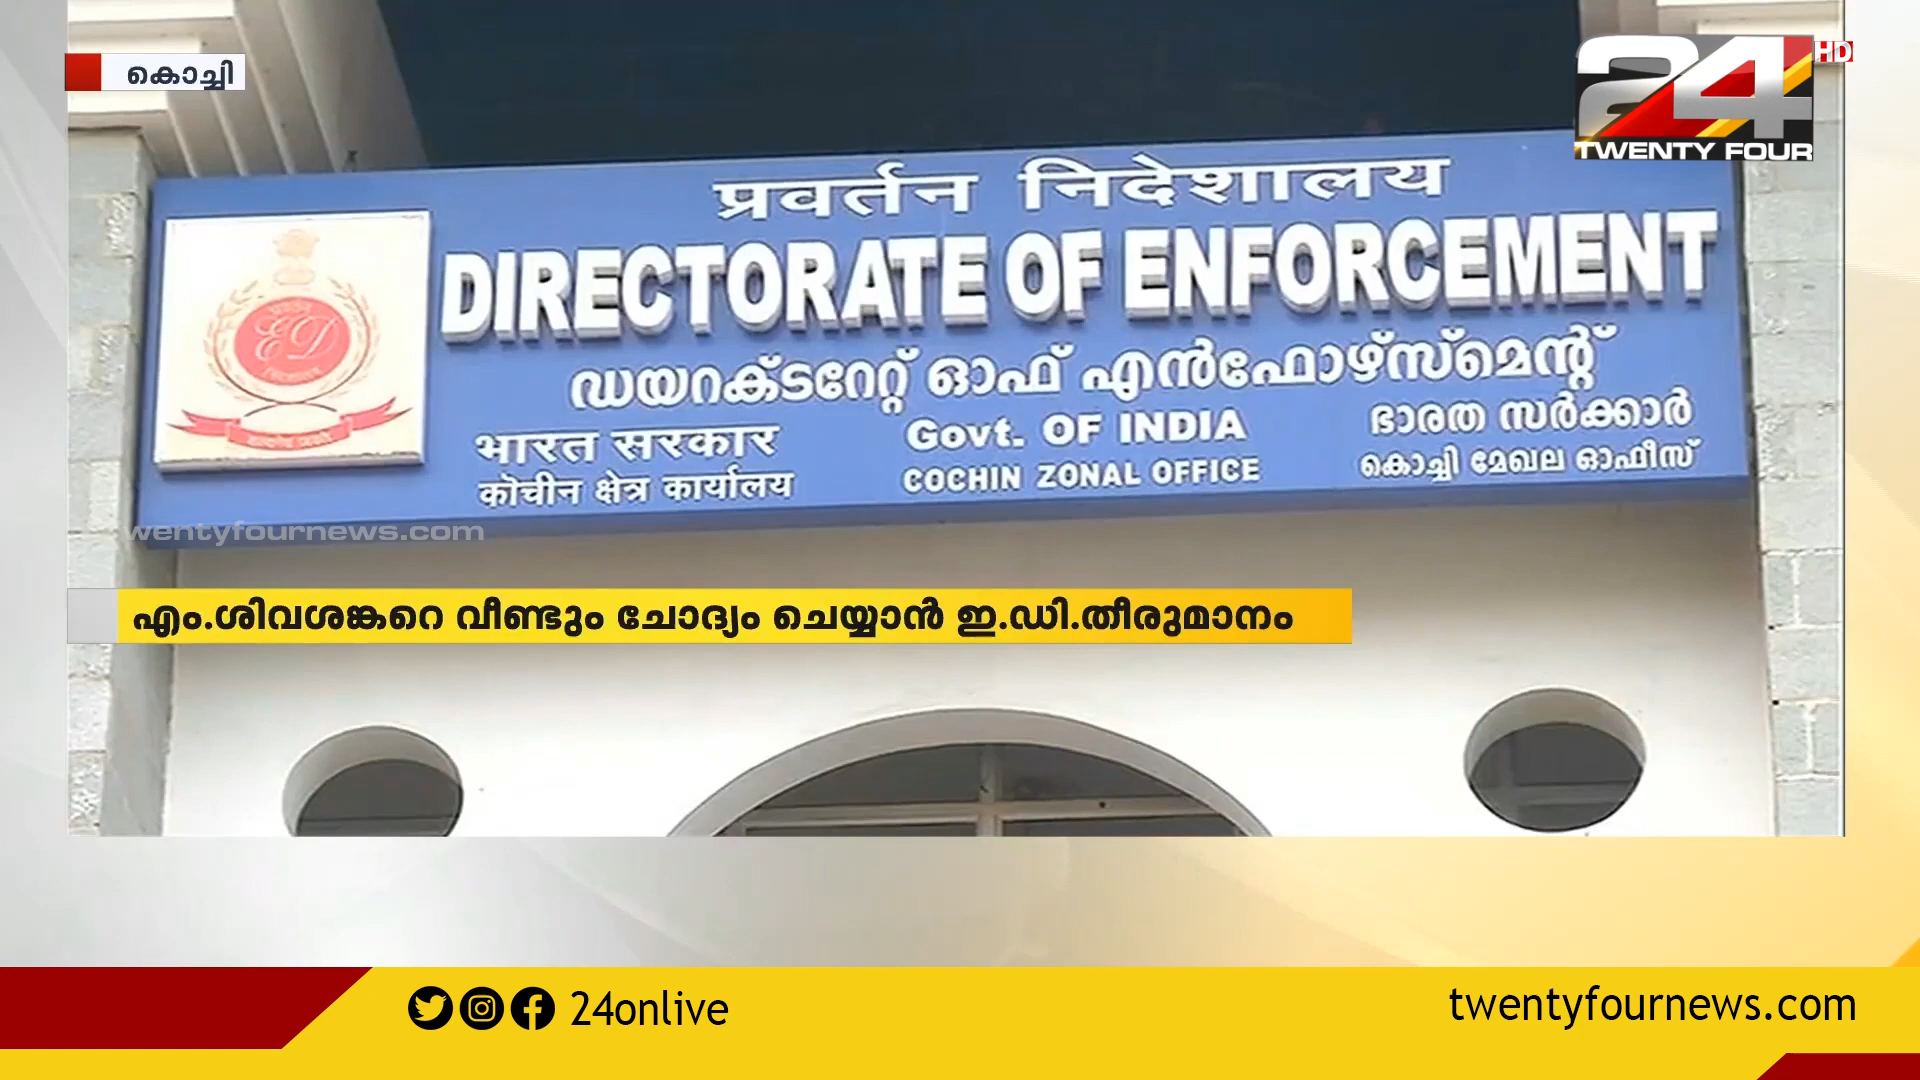 കൊച്ചി
24 HD
TWENTY FOUR
प्रवर्तन निदेशालय
DIRECTORATE OF ENFORCEMENT
ഡയറക്ടറേറ്റ് ഓഫ് എൻഫോഴ്സ്മെന്റ്
भारत सरकार
कोचीन क्षेत्र कार्यालय
Govt. OF INDIA
COCHIN ZONAL OFFICE
ഭാരത സർക്കാർ
കൊച്ചി മേഖല ഓഫീസ്
ED
wentyfournews.com
എം.ശിവശങ്കറെ വീണ്ടും ചോദ്യം ചെയ്യാൻ ഇ.ഡി.തീരുമാനം
24onlive
twentyfournews.com